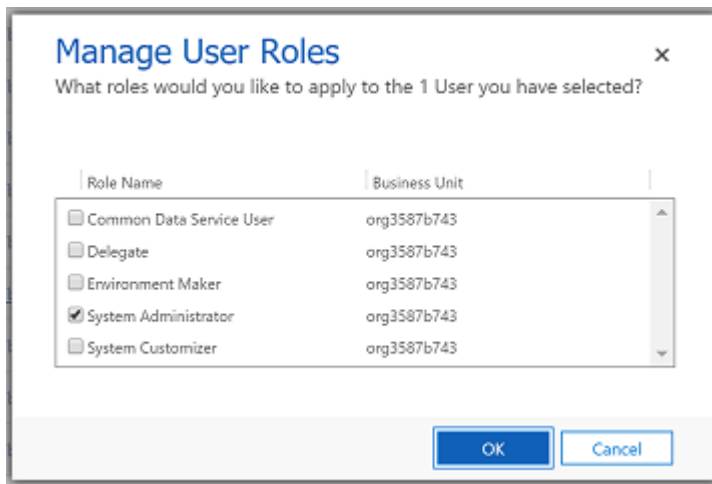 Manage User Roles
What roles would you like to apply to the 1 User you have selected?
Role Name Business Unit
Common Data Service User org3587b743
Delegate org3587b743
Environment Maker org3587b743
System Administrator org3587b743
System Customizer org3587b743
OK Cancel